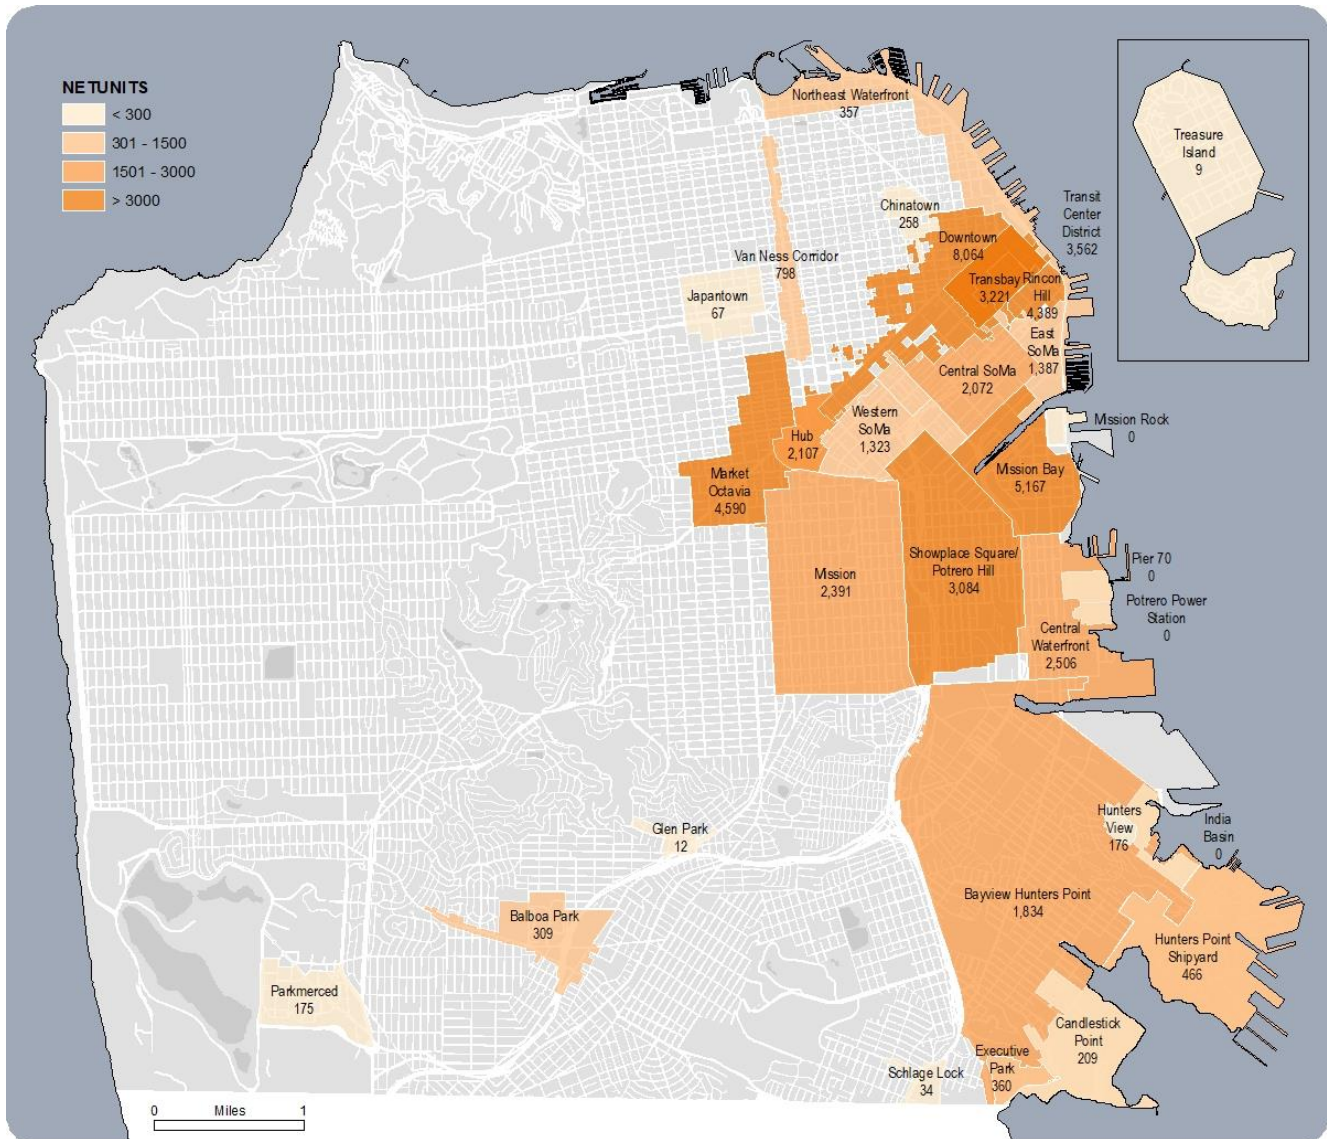 NETUNITS
< 300
301 - 1500
1501 - 3000
> 3000
Northeast Waterfront
357
Treasure
Island
9
Chinatown
258
Transit
Center
District
3,562
Downtown
8,064
Van Ness Corridor
798
Transbay
3,221
Rincon
Hill
4,389
Japantown
67
East
SoMa
1,387
Central SoMa
2,072
Western
SoMa
1,323
Mission Rock
0
Hub
2,107
Market
Octavia
4,590
Mission Bay
5,167
Showplace Square/
Potrero Hill
3,084
Mission
2,391
Pier 70
0
Potrero Power
Station
0
Central
Waterfront
2,506
Hunters
View
176
India
Basin
0
Glen Park
12
Bayview Hunters Point
1,834
Balboa Park
309
Hunters Point
Shipyard
466
Parkmerced
175
Candlestick
Point
209
Executive
Park
360
Schlage Lock
34
0 Miles 1